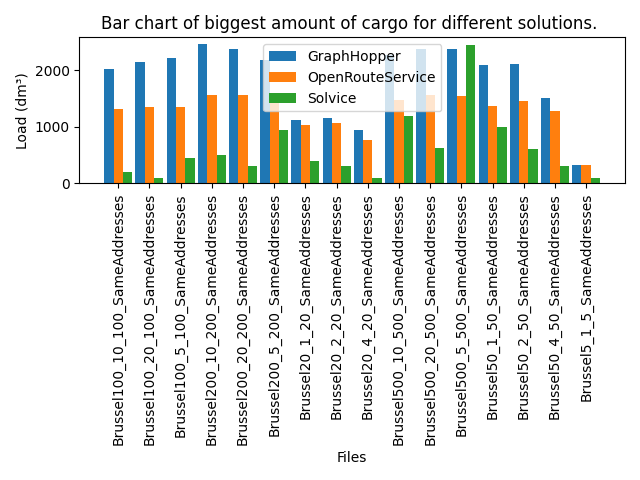 Bar chart of biggest amount of cargo for different solutions.
GraphHopper
OpenRouteService
Solvice
Load (dm³)
2000
1000
0
Brussel100_10_100_SameAddresses
Brussel100_20_100_SameAddresses
Brussel100_5_100_SameAddresses
Brussel200_10_200_SameAddresses
Brussel200_20_200_SameAddresses
Brussel200_5_200_SameAddresses
Brussel20_1_20_SameAddresses
Brussel20_2_20_SameAddresses
Brussel20_4_20_SameAddresses
Brussel500_10_500_SameAddresses
Brussel500_20_500_SameAddresses
Brussel500_5_500_SameAddresses
Brussel50_1_50_SameAddresses
Brussel50_2_50_SameAddresses
Brussel50_4_50_SameAddresses
Brussel5_1_5_SameAddresses
Files